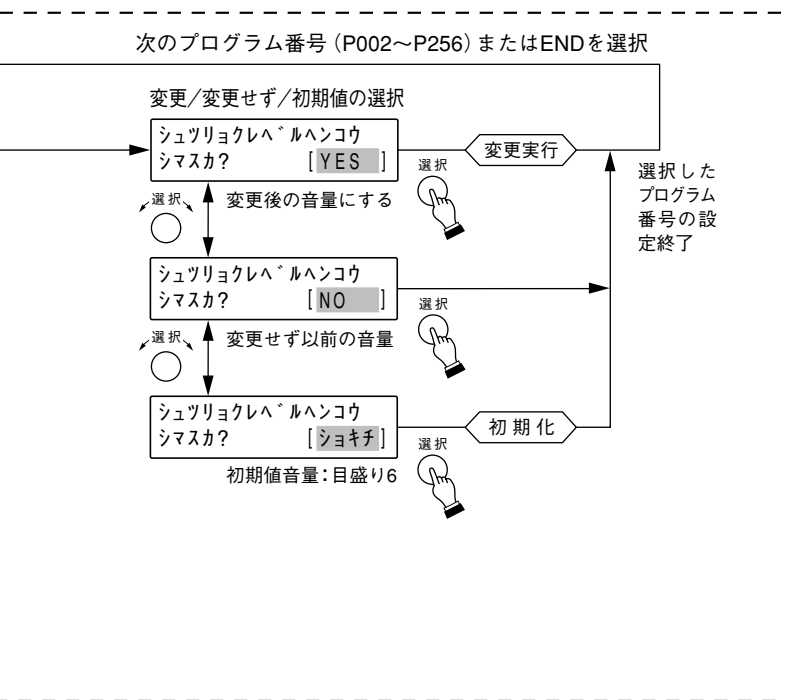 次のプログラム番号(P002～P256)またはENDを選択
変更/変更せず/初期値の選択
シュツリョクレベルヘンコウ
シマスカ? [YES ]
選択
変更実行
選択した
プログラム
番号の設
定終了
選択
変更後の音量にする
シュツリョクレベルヘンコウ
シマスカ? [NO ]
選択
選択
変更せず以前の音量
シュツリョクレベルヘンコウ
シマスカ? [ショキチ]
選択
初期化
初期値音量:目盛り6